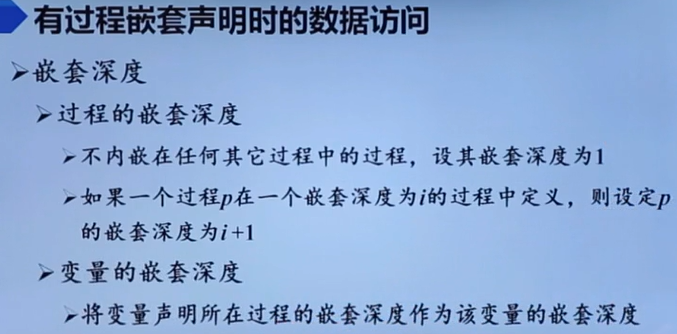 有过程嵌套声明时的数据访问
➢嵌套深度
➢过程的嵌套深度
➢不内嵌在任何其它过程中的过程，设其嵌套深度为1
➢如果一个过程p在一个嵌套深度为i的过程中定义，则设定p
的嵌套深度为i+1
➢变量的嵌套深度
➢将变量声明所在过程的嵌套深度作为该变量的嵌套深度